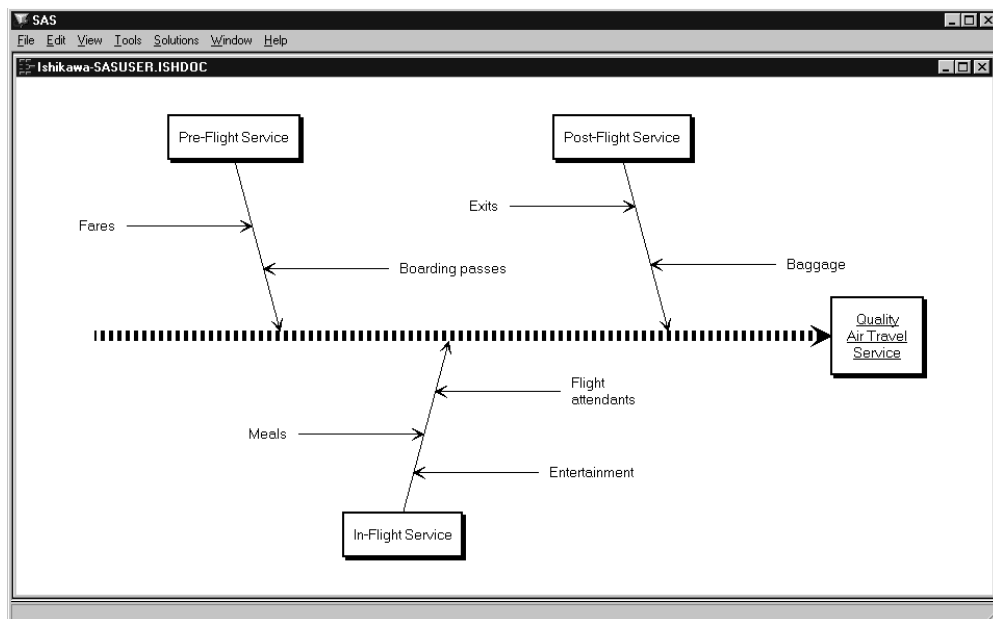 SAS
File Edit View Tools Solutions Window Help
Ishikawa-SASUSER.ISHDOC
Pre-Flight Service
Post-Flight Service
Fares
Exits
Boarding passes
Baggage
Quality
Air Travel
Service
Flight
attendants
Meals
Entertainment
In-Flight Service